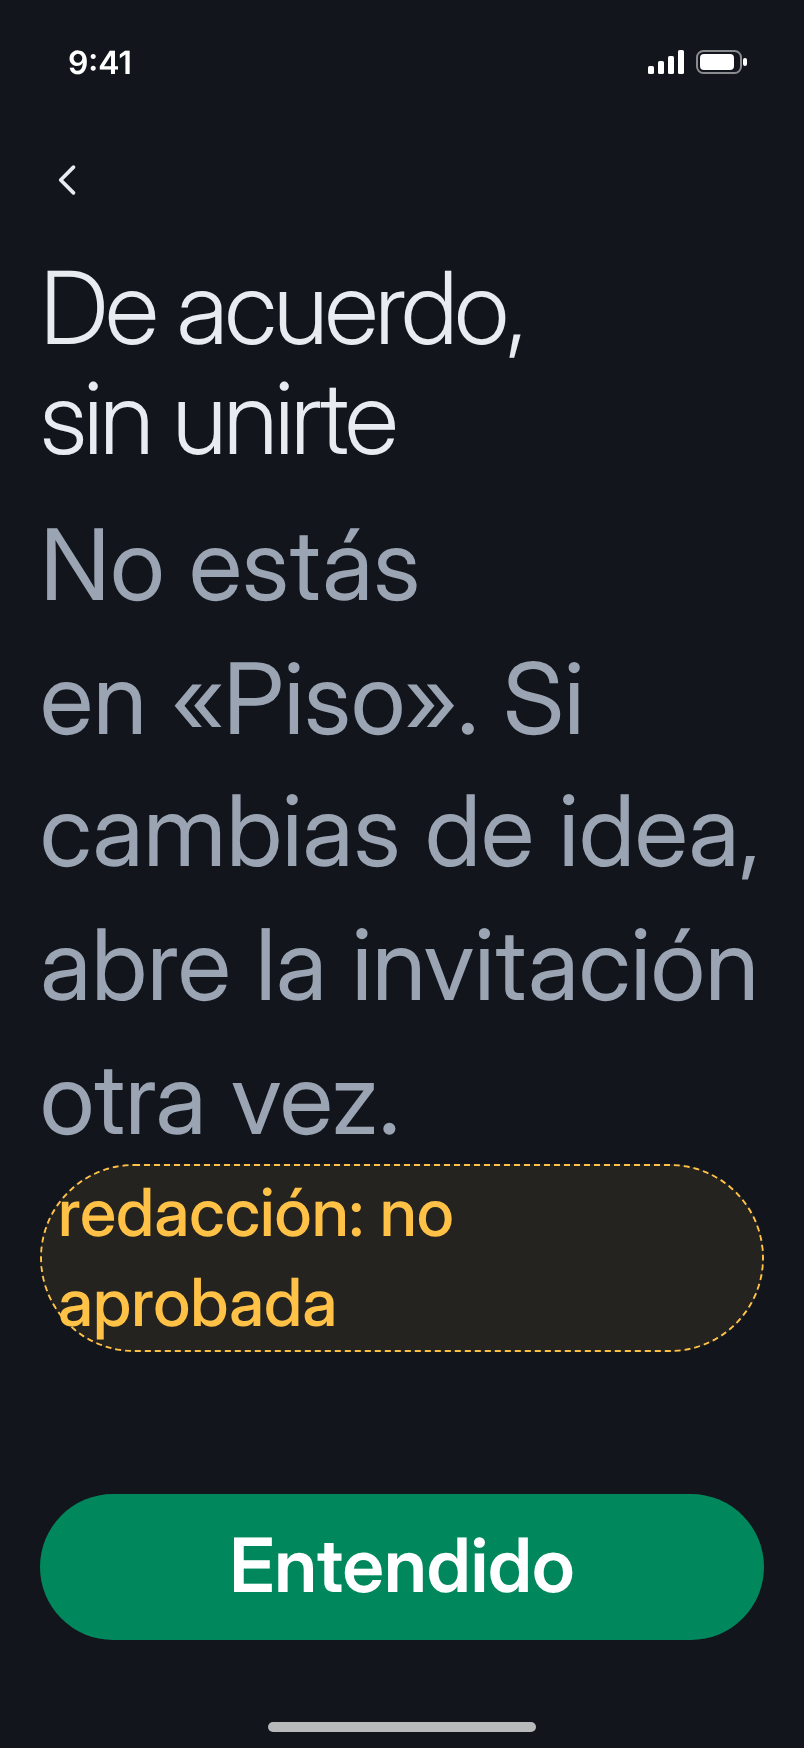 9:41
De acuerdo,
sin unirte
No estás
en «Piso». Si
cambias de idea,
abre la invitación
otra vez.
redacción: no
aprobada
Entendido